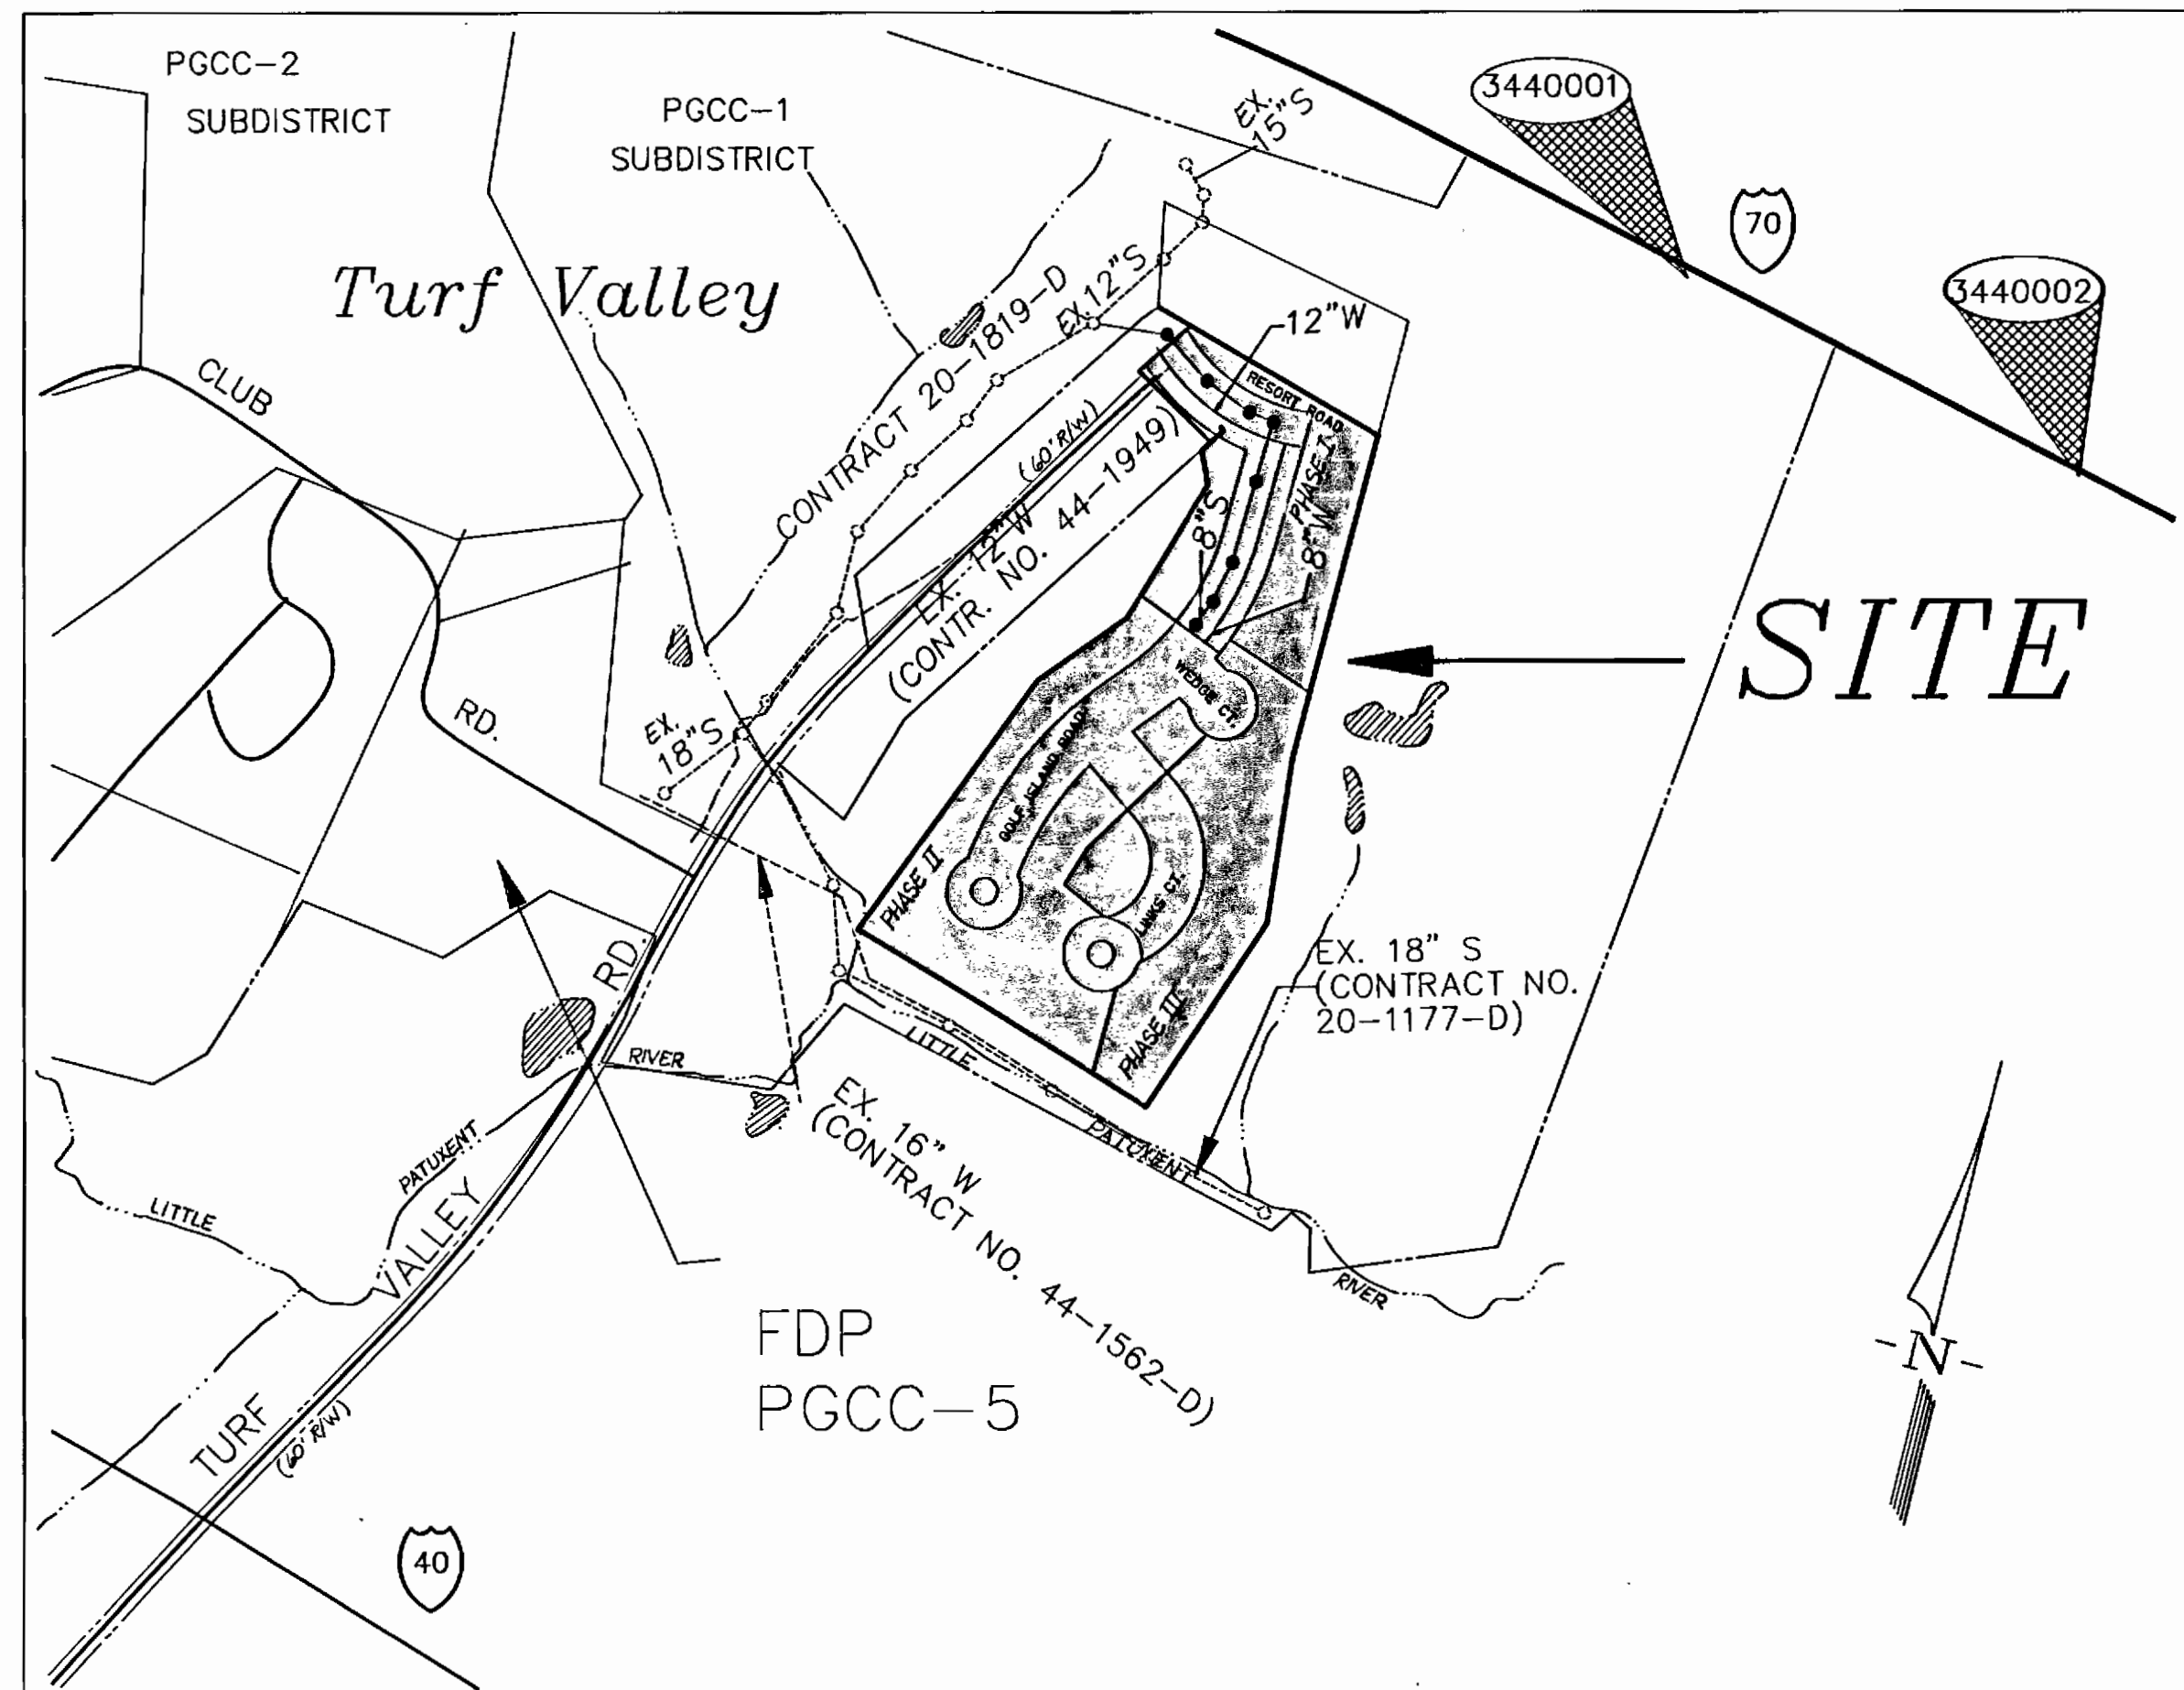 PGCC-2
SUBDISTRICT
PGCC-1
SUBDISTRICT
EX.
15"S
3440001
70
3440002
Turf Valley
CONTRACT 20-1819-D
EX. 12"S
12"W
RESORT ROAD
CLUB
RD.
(60' R/W)
EX. 12"W
(CONTR. NO. 44-1949)
8"S
PHASE I
8"W
SITE
EX.
18"S
WEDGE CT.
GOLF ISLAND ROAD
LINKS CT.
PHASE II
PHASE III
EX. 18" S
(CONTRACT NO.
20-1177-D)
RD.
RIVER
LITTLE
PATUXENT
RIVER
EX. 16" W
(CONTRACT NO. 44-1562-D)
PATUXENT
LITTLE
VALLEY
TURF
(60' R/W)
FDP
PGCC-5
-N-
40